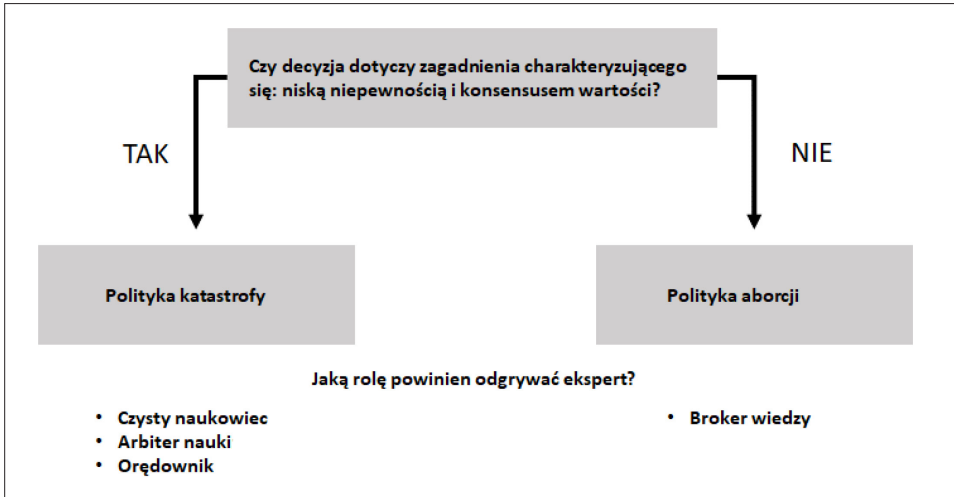 Czy decyzja dotyczy zagadnienia charakteryzującego
się: niską niepewnością i konsensusem wartości?
TAK
NIE
Polityka katastrofy
Polityka aborcji
Jaką rolę powinien odgrywać ekspert?
• Czysty naukowiec
• Arbiter nauki
• Orędownik
• Broker wiedzy